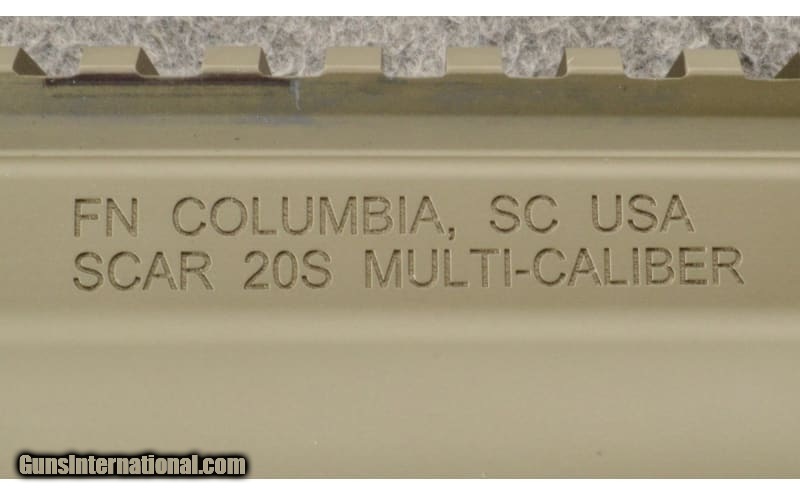 FN COLUMBIA, SC USA
SCAR 20S MULTI-CALIBER
GunsInternational.com